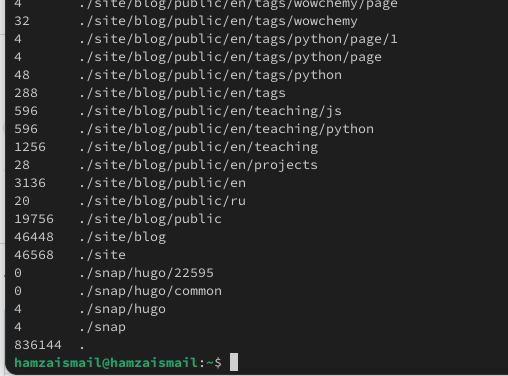 4 ./site/blog/public/en/tags/wowchemy/page
32 ./site/blog/public/en/tags/wowchemy
4 ./site/blog/public/en/tags/python/page/1
4 ./site/blog/public/en/tags/python/page
48 ./site/blog/public/en/tags/python
288 ./site/blog/public/en/tags
596 ./site/blog/public/en/teaching/js
596 ./site/blog/public/en/teaching/python
1256 ./site/blog/public/en/teaching
28 ./site/blog/public/en/projects
3136 ./site/blog/public/en
20 ./site/blog/public/ru
19756 ./site/blog/public
46448 ./site/blog
46568 ./site
0 ./snap/hugo/22595
0 ./snap/hugo/common
4 ./snap/hugo
4 ./snap
836144 .
hamzaismail@hamzaismail:~$